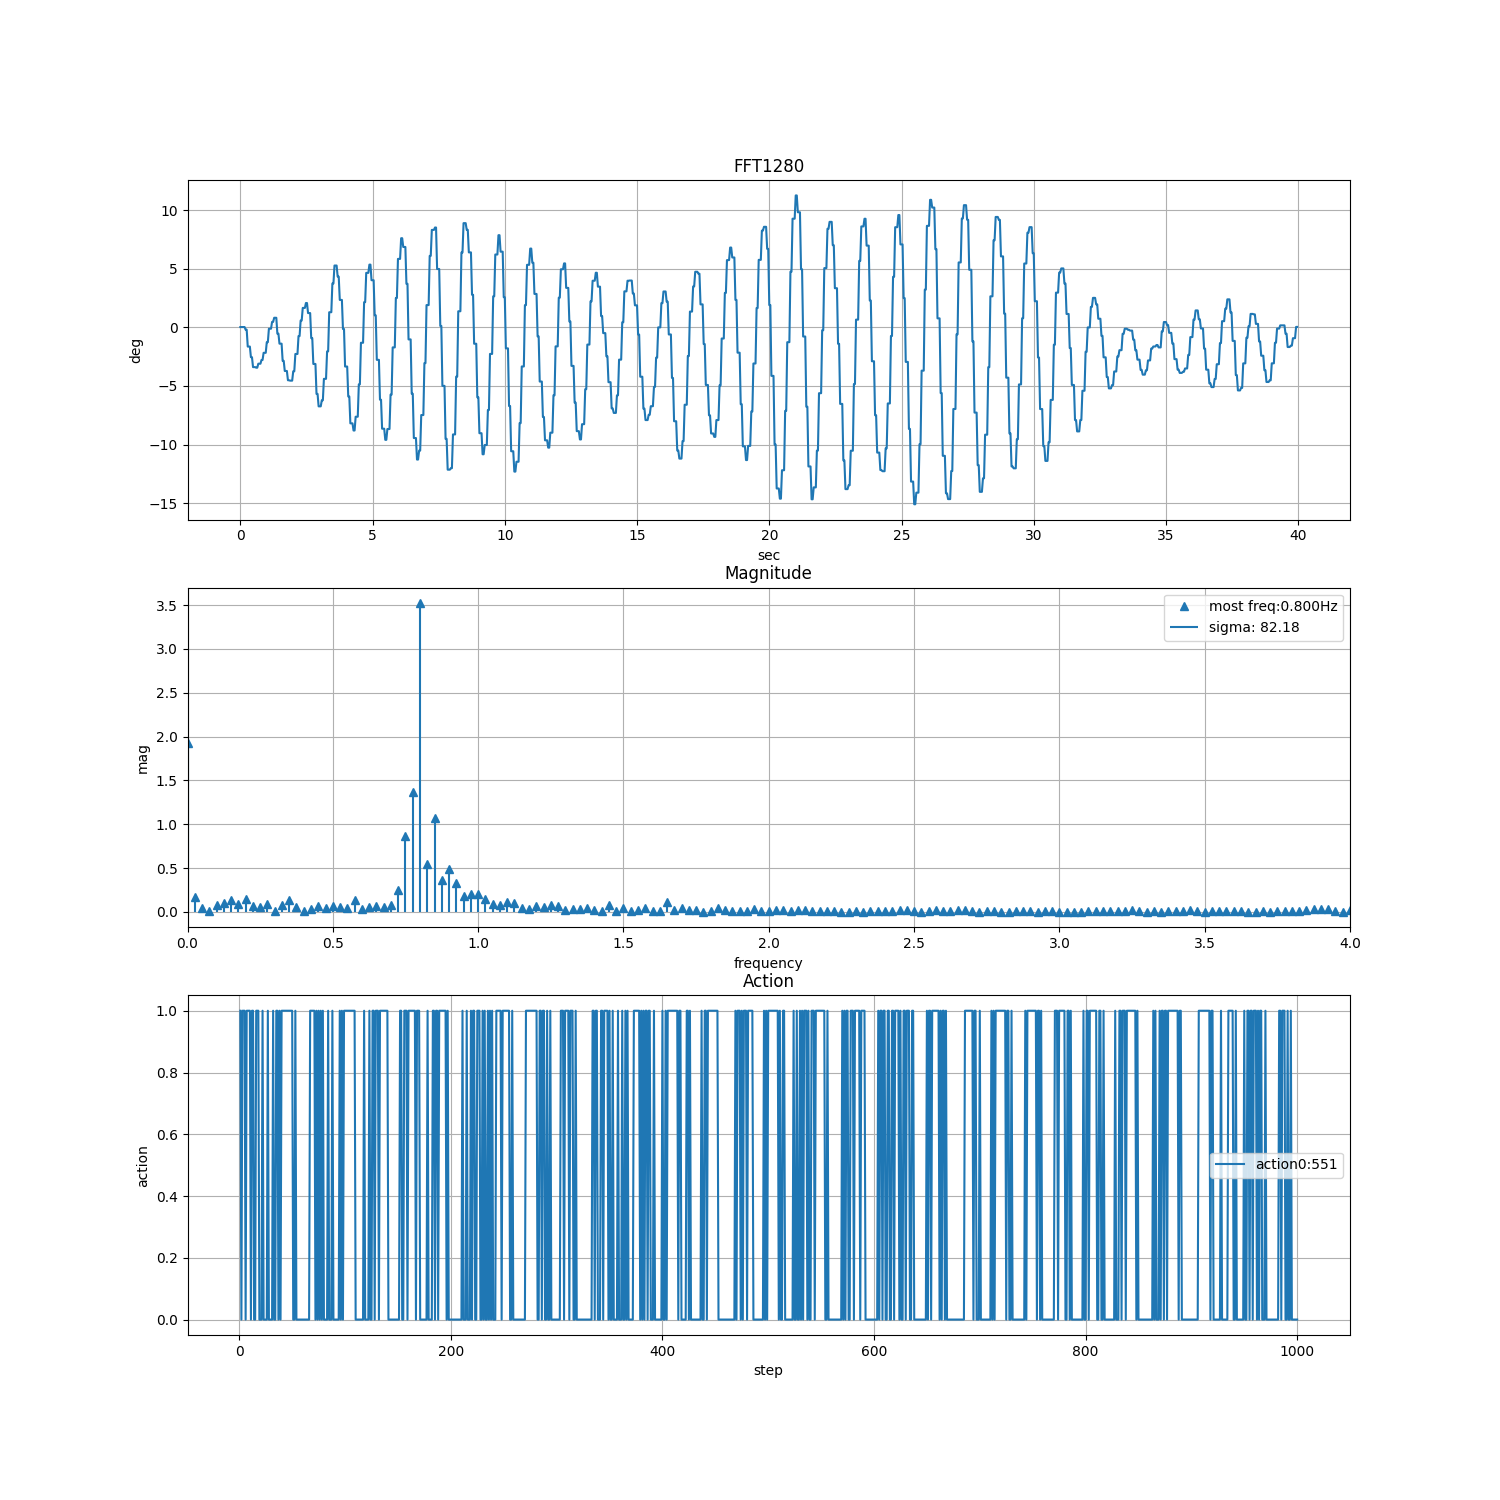 FFT1280
10
5
0
−5
−10
−15
deg
0 5 10 15 20 25 30 35 40
sec
Magnitude
most freq:0.800Hz
sigma: 82.18
3.5
3.0
2.5
2.0
1.5
1.0
0.5
0.0
mag
0.0 0.5 1.0 1.5 2.0 2.5 3.0 3.5 4.0
frequency
Action
1.0
0.8
0.6
0.4
0.2
0.0
action
action0:551
0 200 400 600 800 1000
step